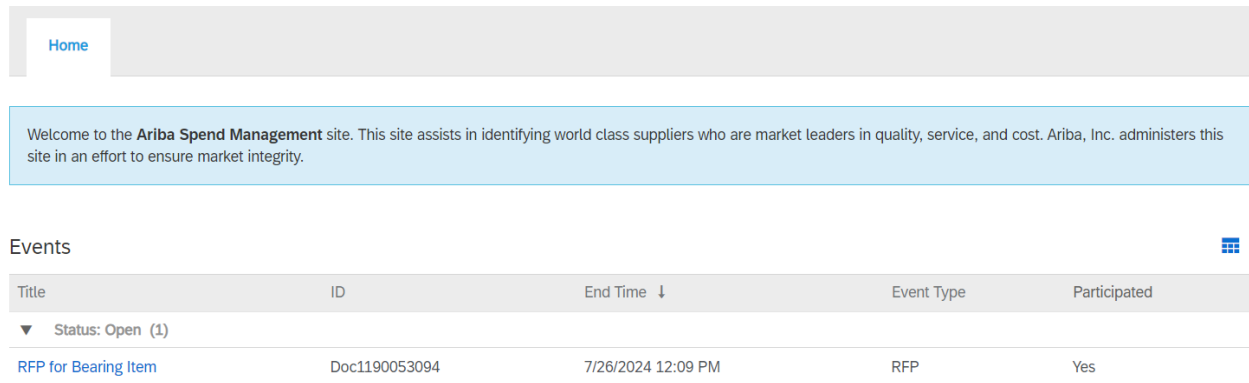 Home
Welcome to the Ariba Spend Management site. This site assists in identifying world class suppliers who are market leaders in quality, service, and cost. Ariba, Inc. administers this
site in an effort to ensure market integrity.
Events
Title ID End Time ↓ Event Type Participated
▼ Status: Open (1)
RFP for Bearing Item Doc1190053094 7/26/2024 12:09 PM RFP Yes